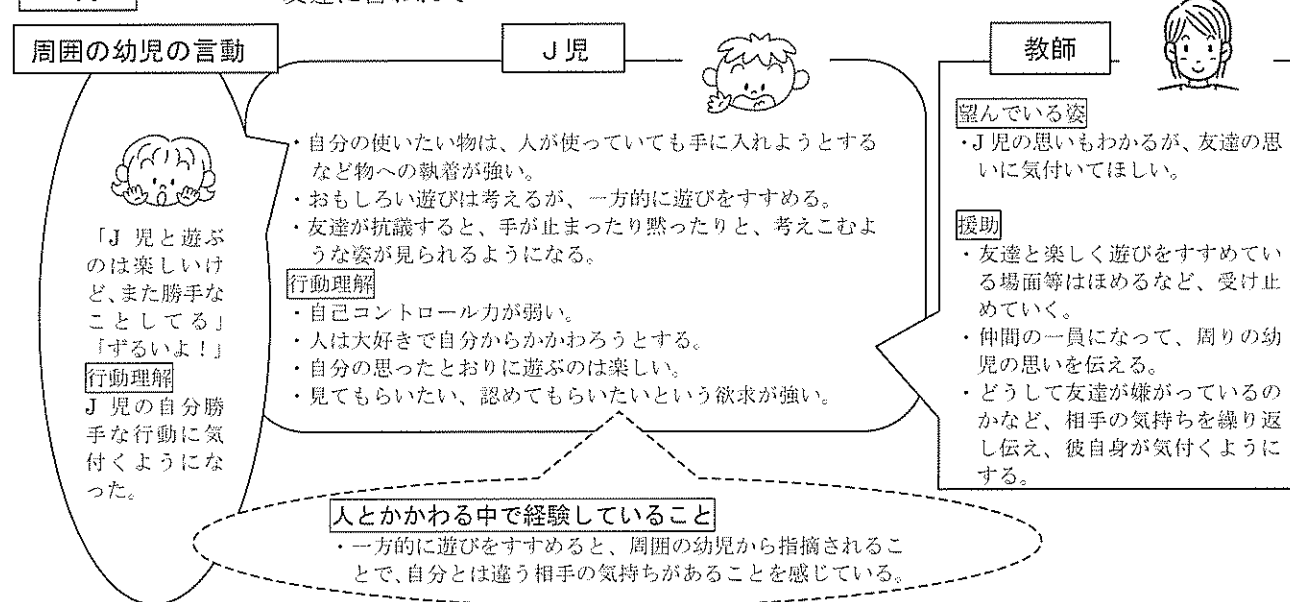 友達に言われて
周囲の幼児の言動
「J 児と遊ぶ
のは楽しいけ
ど、また勝手な
ことしてる」
「ずるいよ!」
行動理解
J 児の自分勝
手な行動に気
付くようにな
った。
J児
・自分の使いたい物は、人が使っていても手に入れようとする
など物への執着が強い。
・おもしろい遊びは考えるが、一方的に遊びをすすめる。
・友達が抗議すると、手が止まったり黙ったりと、考えこむよ
うな姿が見られるようになる。
行動理解
・自己コントロール力が弱い。
・人は大好きで自分からかかわろうとする。
・自分の思ったとおりに遊ぶのは楽しい。
・見てもらいたい、認めてもらいたいという欲求が強い。
教師
望んでいる姿
・J 児の思いもわかるが、友達の思
いに気付いてほしい。
援助
・友達と楽しく遊びをすすめてい
る場面等はほめるなど、受け止
めていく。
・仲間の一員になって、周りの幼
児の思いを伝える。
・どうして友達が嫌がっているの
かなど、相手の気持ちを繰り返
し伝え、彼自身が気付くように
する。
人とかかわる中で経験していること
・一方的に遊びをすすめると、周囲の幼児から指摘されるこ
とで、自分とは違う相手の気持ちがあることを感じている。